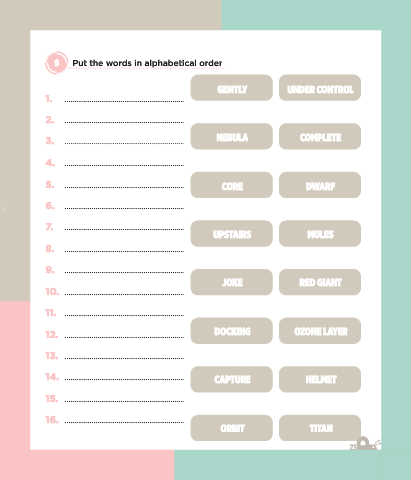 9 Put the words in alphabetical order
1.
2.
3.
4.
5.
6.
7.
8.
9.
10.
11.
12.
13.
14.
15.
16.
GENTLY UNDER CONTROL
NEBULA COMPLETE
CORE DWARF
UPSTAIRS
JOKE RED GIANT
DOCKING OZONE LAYER
CAPTURE HELMET
ORBIT TITAN